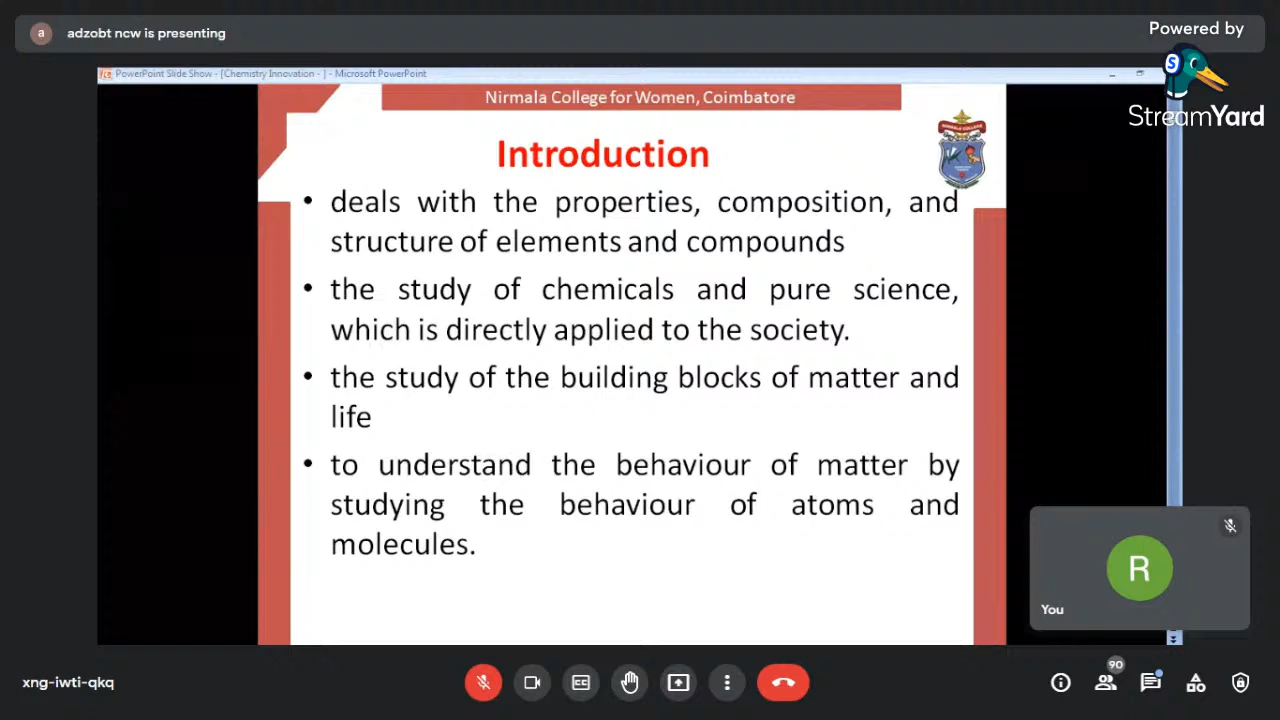 a adzobt ncw is presenting
Powered by
StreamYard
PowerPoint Slide Show - [Chemistry Innovation - ] - Microsoft PowerPoint
Nirmala College for Women, Coimbatore
Introduction
• deals with the properties, composition, and
structure of elements and compounds
• the study of chemicals and pure science,
which is directly applied to the society.
• the study of the building blocks of matter and
life
• to understand the behaviour of matter by
studying the behaviour of atoms and
molecules.
R
You
xng-iwti-qkq
CC
90